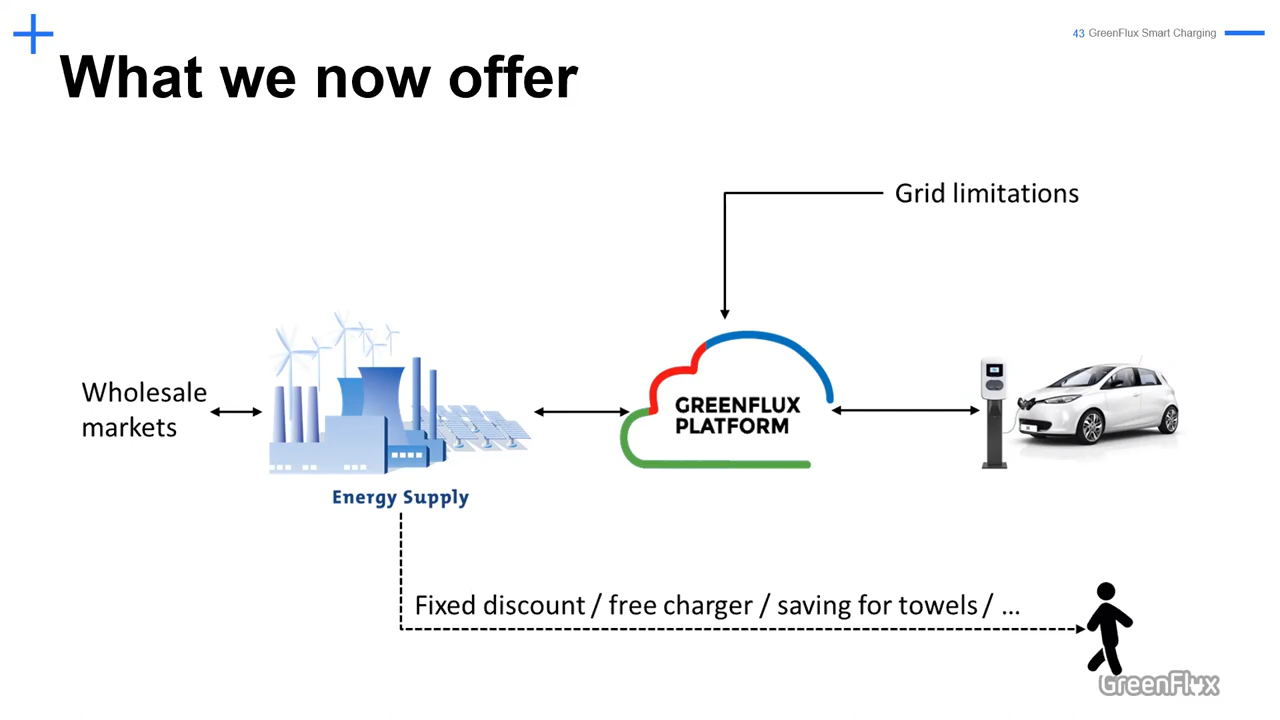 43 GreenFlux Smart Charging
What we now offer
Grid limitations
Wholesale
markets
GREENFLUX
PLATFORM
Energy Supply
Fixed discount / free charger / saving for towels / ...
GreenFlux